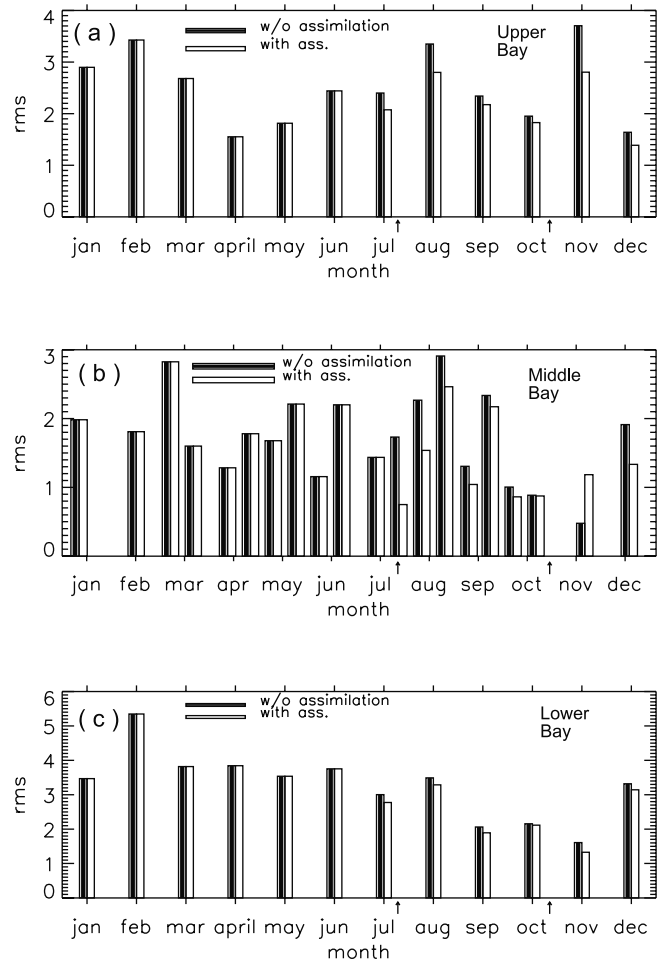 4
3
2
1
0
rms
(a)
w/o assimilation
with ass.
Upper
Bay
jan feb mar april may jun jul aug sep oct nov dec
month
3
2
1
0
rms
(b)
w/o assimilation
with ass.
Middle
Bay
jan feb mar apr may jun jul aug sep oct nov dec
month
6
5
4
3
2
1
0
rms
(c)
w/o assimilation
with ass.
Lower
Bay
jan feb mar april may jun jul aug sep oct nov dec
month